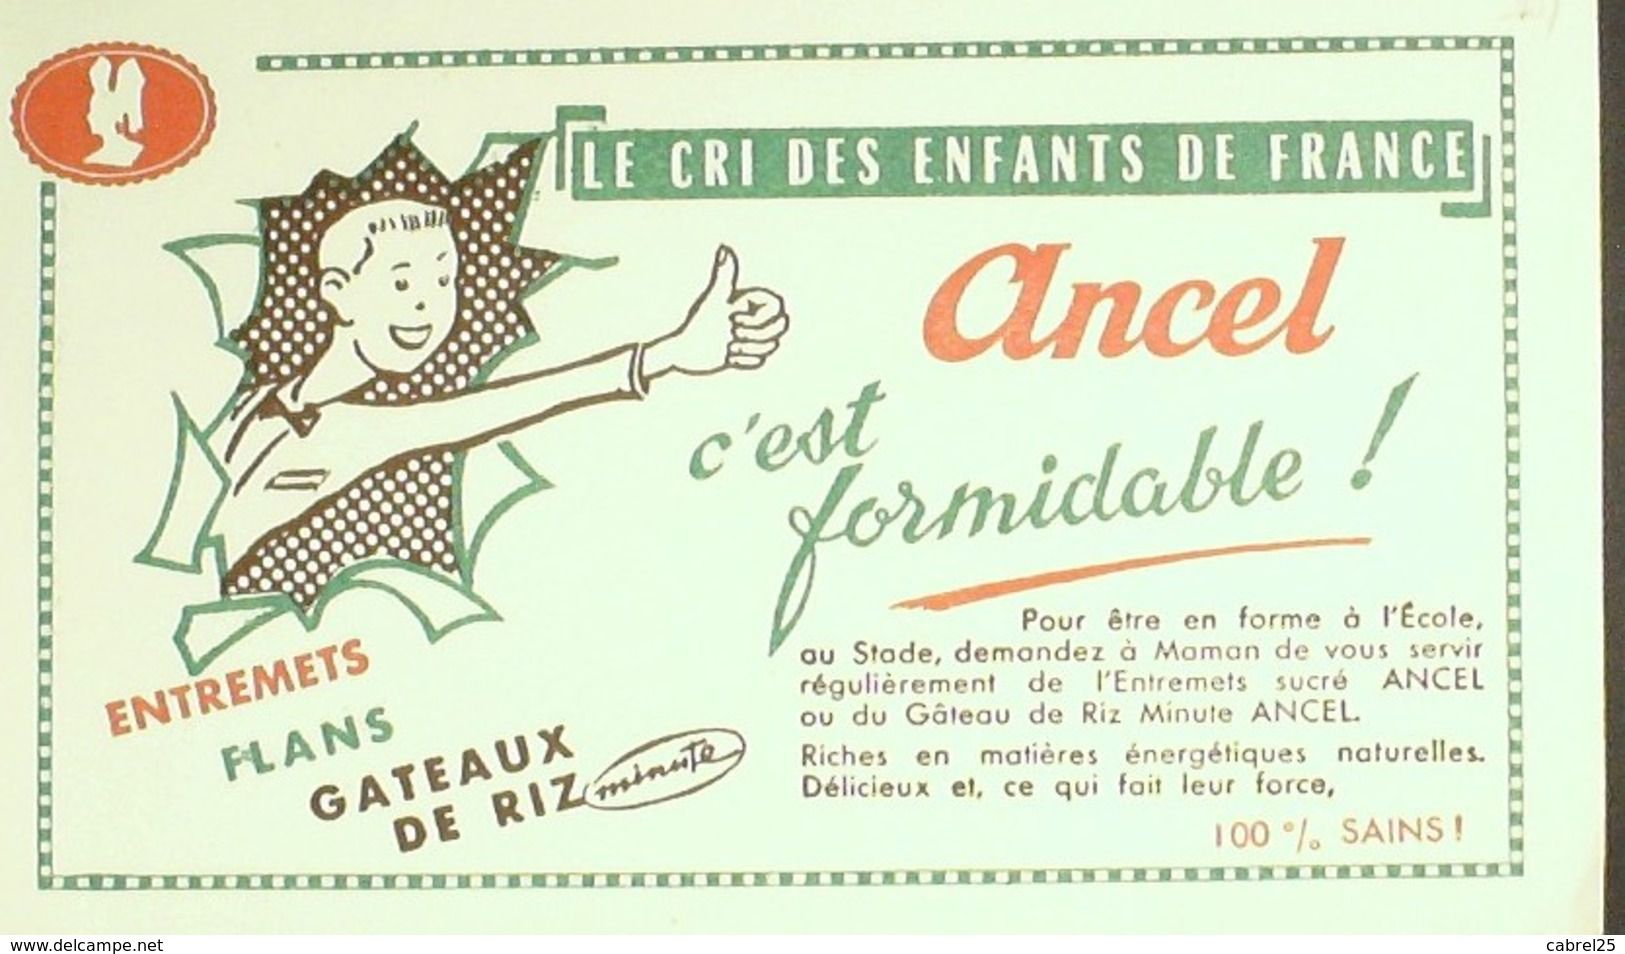 LE CRI DES ENFANTS DE FRANCE
Ancel
c'est
formidable !
Pour être en forme à l'École,
au Stade, demandez à Maman de vous servir
régulièrement de l'Entremets sucré ANCEL
ou du Gâteau de Riz Minute ANCEL.
Riches en matières énergétiques naturelles.
Délicieux et, ce qui fait leur force,
100 % SAINS !
ENTREMETS
FLANS
GATEAUX
DE RIZ minute
www.delcampe.net
cabrel25